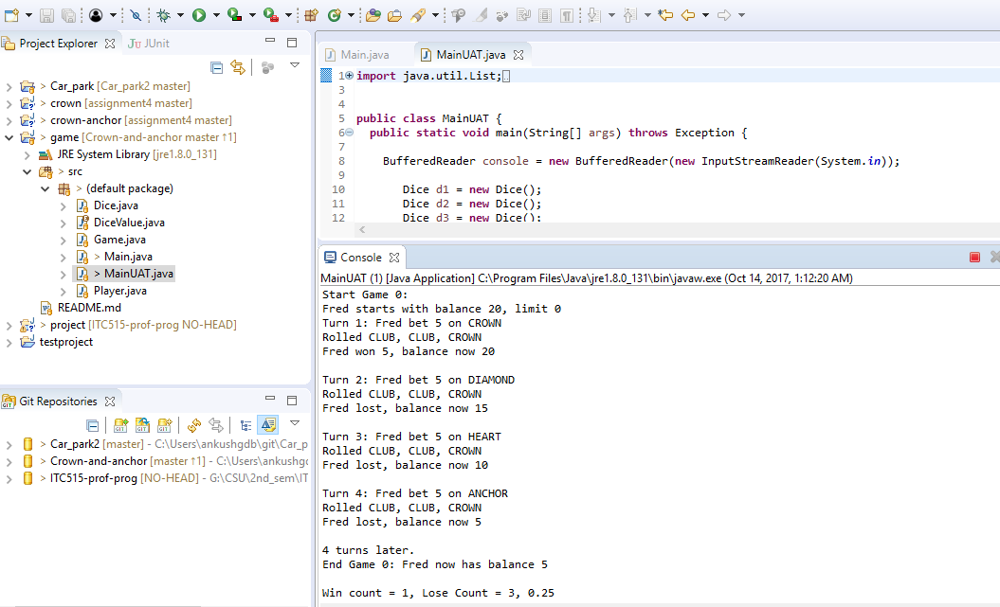 Project Explorer
JUnit
> Car_park [Car_park2 master]
> crown [assignment4 master]
> crown-anchor [assignment4 master]
> game [Crown-and-anchor master ↑1]
JRE System Library [jre1.8.0_131]
> src
> (default package)
Dice.java
DiceValue.java
Game.java
> Main.java
> MainUAT.java
Player.java
README.md
> project [ITC515-prof-prog NO-HEAD]
testproject
Git Repositories
> Car_park2 [master] - C:\Users\ankushgdb\git\Car_p
> Crown-and-anchor [master ↑1] - C:\Users\ankushgd
> ITC515-prof-prog [NO-HEAD] - G:\CSU\2nd_sem\IT
Main.java
MainUAT.java
1 import java.util.List;
3
4
5 public class MainUAT {
6 public static void main(String[] args) throws Exception {
7
8 BufferedReader console = new BufferedReader(new InputStreamReader(System.in));
9
10 Dice d1 = new Dice();
11 Dice d2 = new Dice();
12 Dice d3 = new Dice();
Console
MainUAT (1) [Java Application] C:\Program Files\Java\jre1.8.0_131\bin\javaw.exe (Oct 14, 2017, 1:12:20 AM)
Start Game 0:
Fred starts with balance 20, limit 0
Turn 1: Fred bet 5 on CROWN
Rolled CLUB, CLUB, CROWN
Fred won 5, balance now 20
Turn 2: Fred bet 5 on DIAMOND
Rolled CLUB, CLUB, CROWN
Fred lost, balance now 15
Turn 3: Fred bet 5 on HEART
Rolled CLUB, CLUB, CROWN
Fred lost, balance now 10
Turn 4: Fred bet 5 on ANCHOR
Rolled CLUB, CLUB, CROWN
Fred lost, balance now 5
4 turns later.
End Game 0: Fred now has balance 5
Win count = 1, Lose Count = 3, 0.25